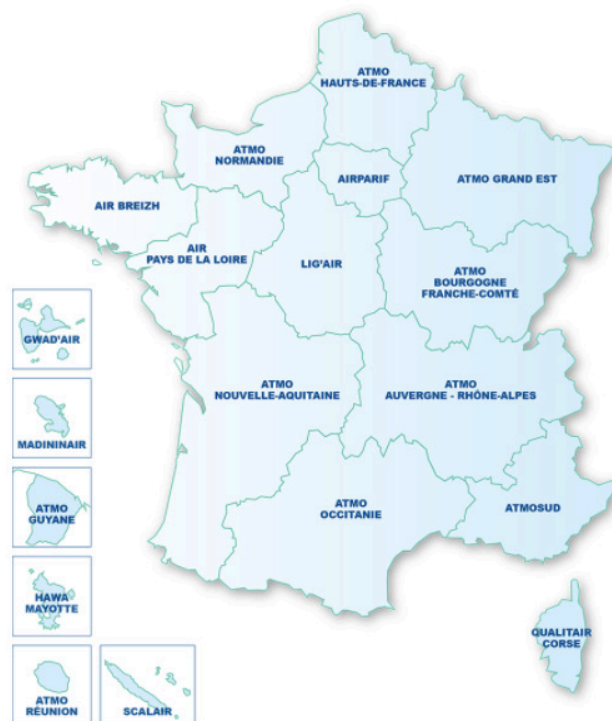 ATMO
HAUTS-DE-FRANCE
ATMO
NORMANDIE
AIRPARIF
ATMO GRAND EST
AIR BREIZH
AIR
PAYS DE LA LOIRE
LIG'AIR
ATMO
BOURGOGNE
FRANCHE-COMTÉ
GWAD'AIR
ATMO
NOUVELLE-AQUITAINE
ATMO
AUVERGNE - RHÔNE-ALPES
MADININAIR
ATMO
GUYANE
ATMO
OCCITANIE
ATMOSUD
HAWA
MAYOTTE
QUALITAIR
CORSE
ATMO
RÉUNION
SCALAIR